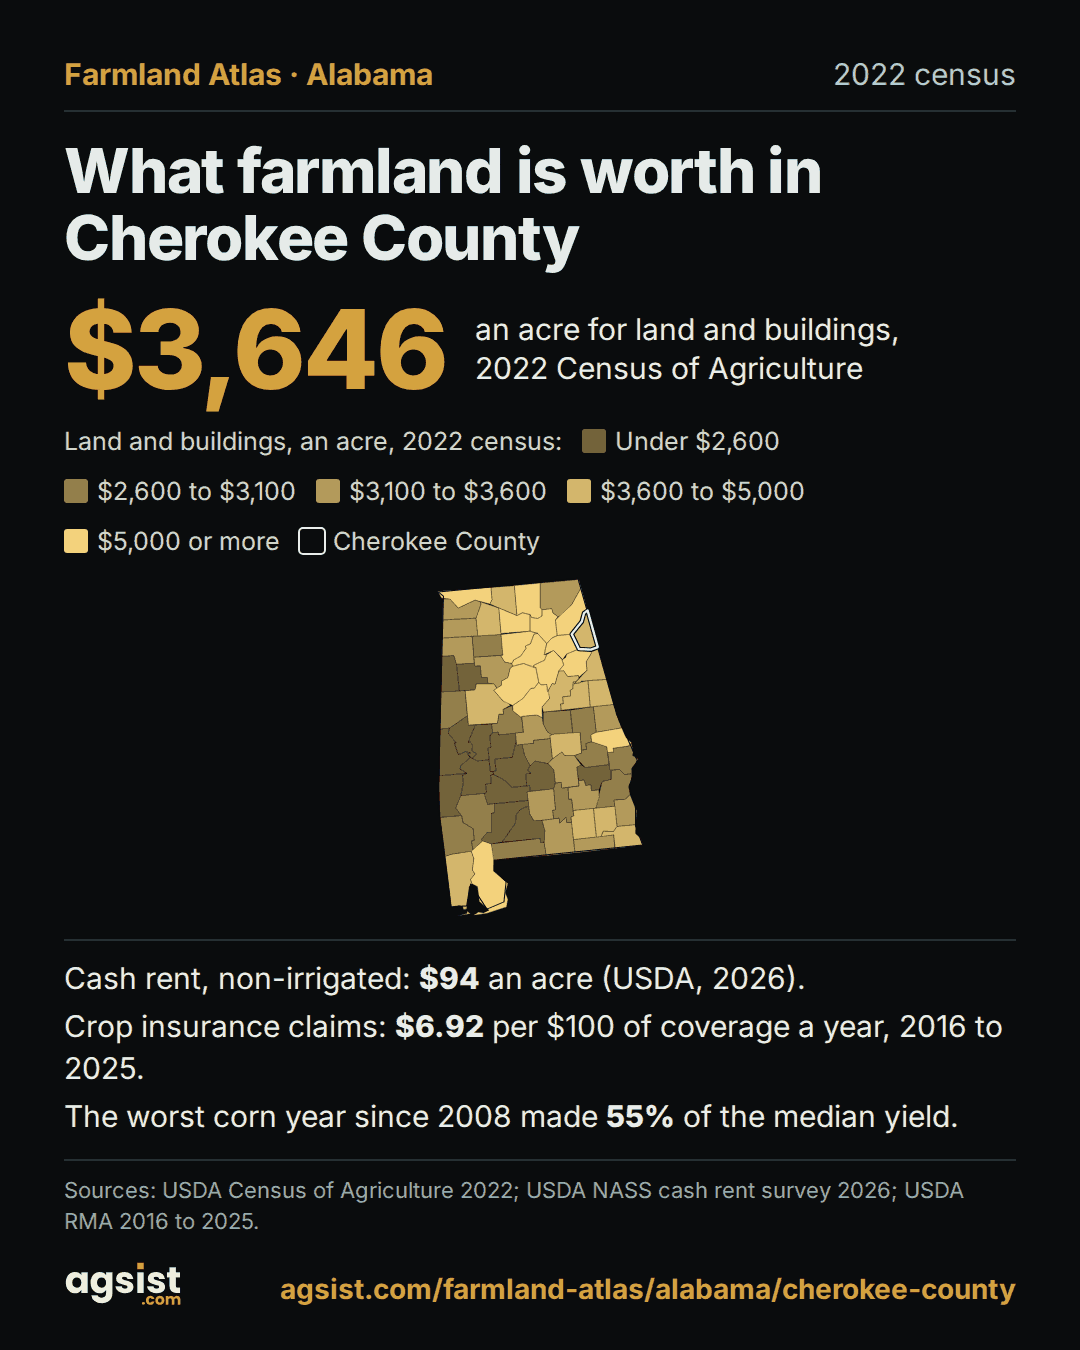 Farmland Atlas · Alabama
2022 census
What farmland is worth in
Cherokee County
$3,646
an acre for land and buildings,
2022 Census of Agriculture
Land and buildings, an acre, 2022 census: Under $2,600
$2,600 to $3,100 $3,100 to $3,600 $3,600 to $5,000
$5,000 or more Cherokee County
Cash rent, non-irrigated: $94 an acre (USDA, 2026).
Crop insurance claims: $6.92 per $100 of coverage a year, 2016 to
2025.
The worst corn year since 2008 made 55% of the median yield.
Sources: USDA Census of Agriculture 2022; USDA NASS cash rent survey 2026; USDA
RMA 2016 to 2025.
agsist
.com
agsist.com/farmland-atlas/alabama/cherokee-county